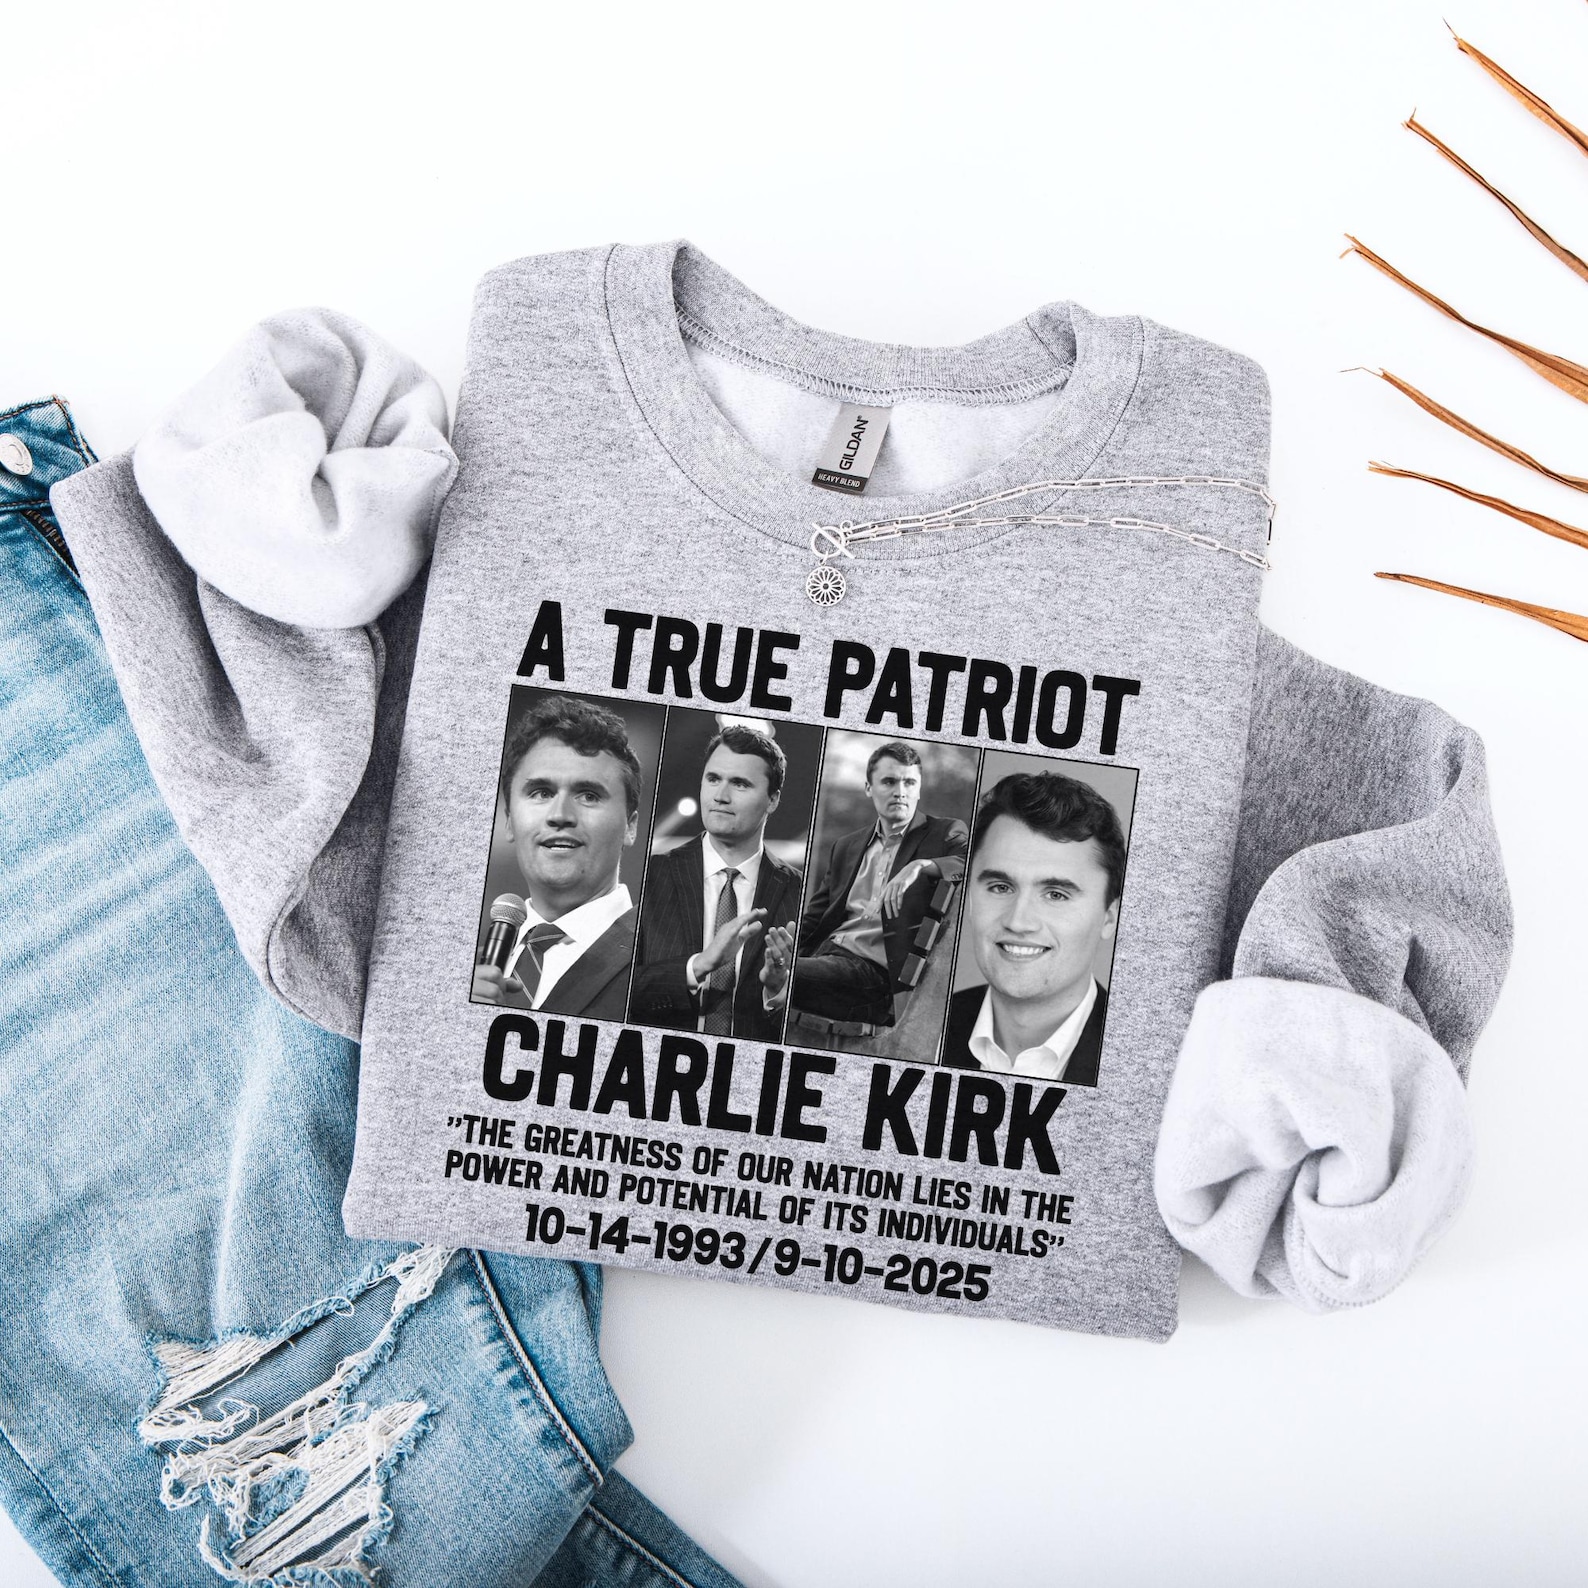 GILDAN®
HEAVY BLEND
A TRUE PATRIOT
CHARLIE KIRK
”THE GREATNESS OF OUR NATION LIES IN THE
POWER AND POTENTIAL OF ITS INDIVIDUALS”
10-14-1993/9-10-2025